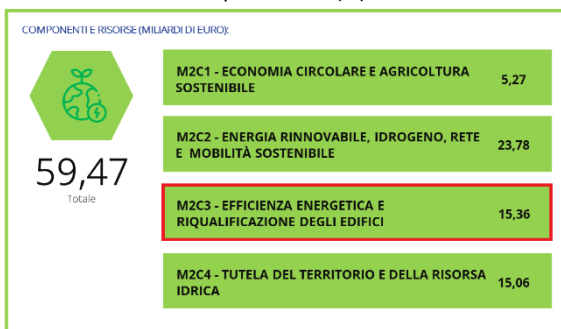 COMPONENTI E RISORSE (MILIARDI DI EURO):
M2C1 - ECONOMIA CIRCOLARE E AGRICOLTURA
SOSTENIBILE
5,27
M2C2 - ENERGIA RINNOVABILE, IDROGENO, RETE
E MOBILITÀ SOSTENIBILE
23,78
59,47
Totale
M2C3 - EFFICIENZA ENERGETICA E
RIQUALIFICAZIONE DEGLI EDIFICI
15,36
M2C4 - TUTELA DEL TERRITORIO E DELLA RISORSA
IDRICA
15,06